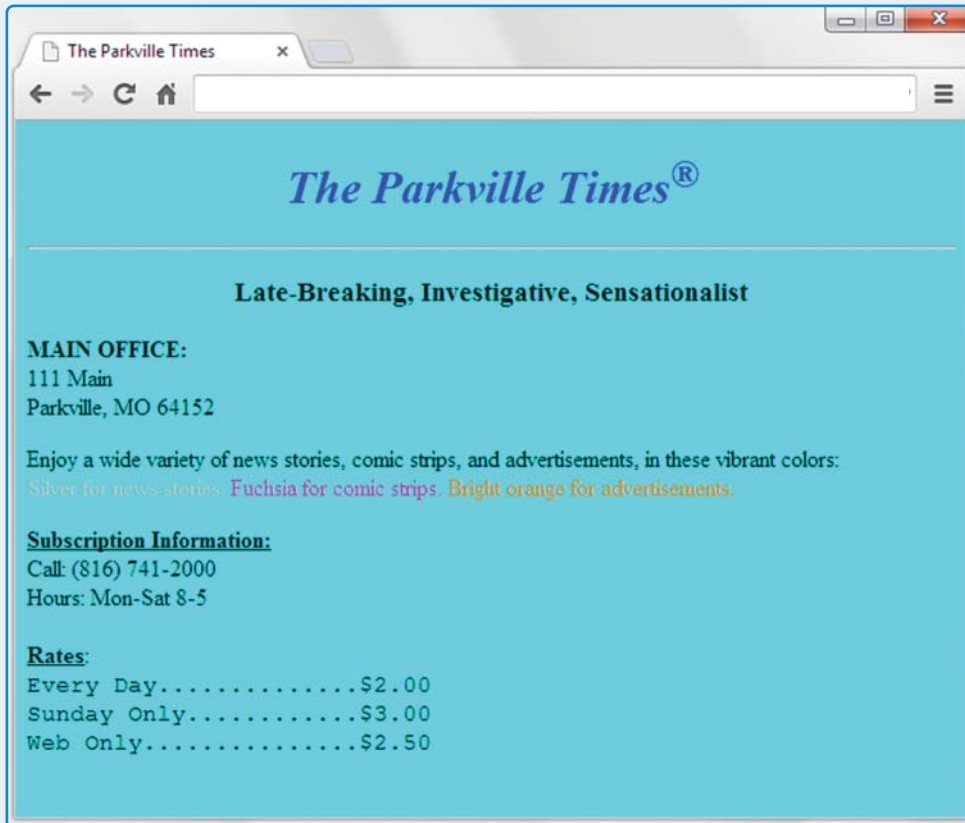 The Parkville Times
The Parkville Times®
Late-Breaking, Investigative, Sensationalist
MAIN OFFICE:
111 Main
Parkville, MO 64152
Enjoy a wide variety of news stories, comic strips, and advertisements, in these vibrant colors:
Silver for news stories. Fuchsia for comic strips. Bright orange for advertisements.
Subscription Information:
Call: (816) 741-2000
Hours: Mon-Sat 8-5
Rates:
Every Day..............$2.00
Sunday Only............$3.00
Web Only...............$2.50